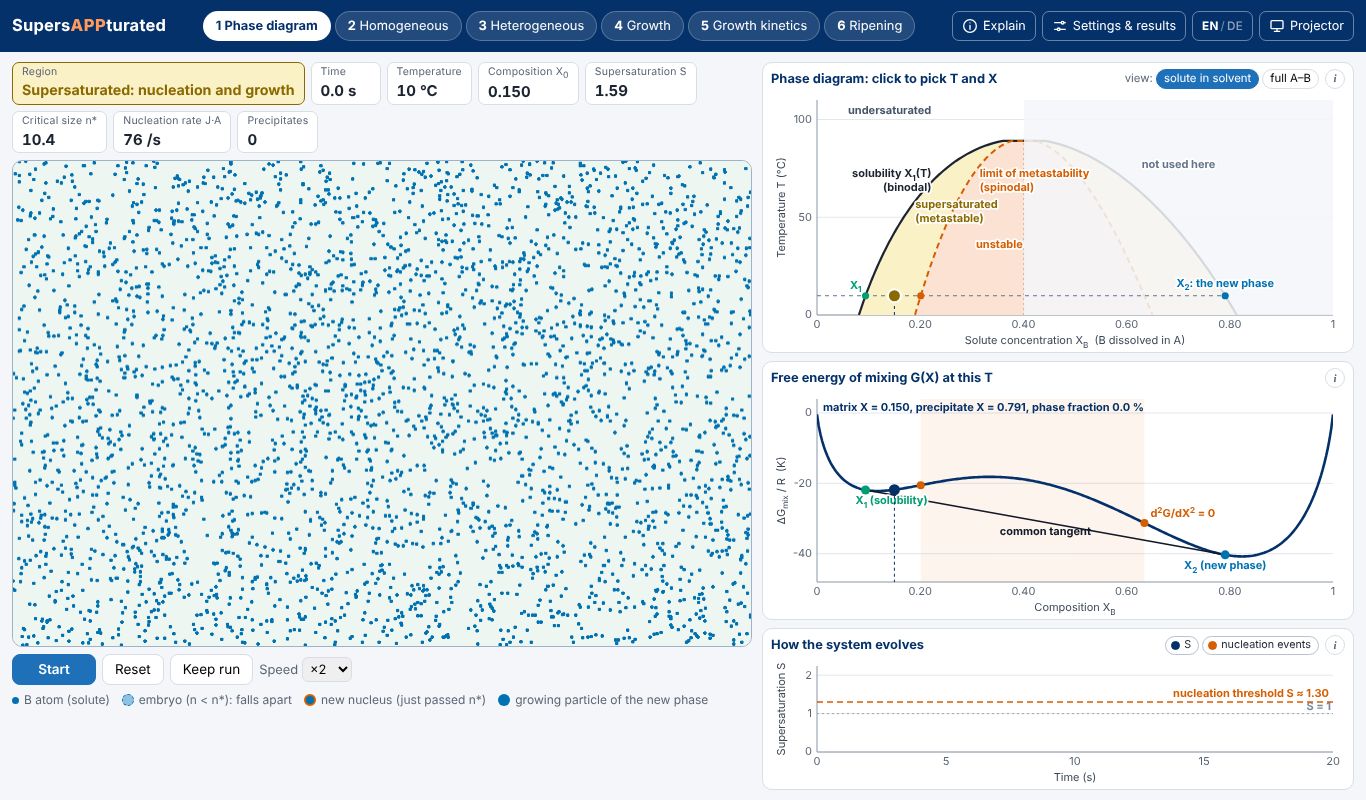 SupersAPPturated
1 Phase diagram
2 Homogeneous
3 Heterogeneous
4 Growth
5 Growth kinetics
6 Ripening
Explain
Settings & results
EN / DE
Projector
Region
Supersaturated: nucleation and growth
Time
0.0 s
Temperature
10 °C
Composition X0
0.150
Supersaturation S
1.59
Critical size n*
10.4
Nucleation rate J·A
76 /s
Precipitates
0
Start
Reset
Keep run
Speed
×2
B atom (solute)
embryo (n < n*): falls apart
new nucleus (just passed n*)
growing particle of the new phase
Phase diagram: click to pick T and X
view:
solute in solvent
full A–B
i
undersaturated
not used here
solubility X1(T)
(binodal)
limit of metastability
(spinodal)
supersaturated
(metastable)
unstable
X1
X2: the new phase
100
50
0
Temperature T (°C)
0
0.20
0.40
0.60
0.80
1
Solute concentration XB (B dissolved in A)
Free energy of mixing G(X) at this T
i
matrix X = 0.150, precipitate X = 0.791, phase fraction 0.0 %
0
−20
−40
ΔGmix / R (K)
X1 (solubility)
d²G/dX² = 0
common tangent
X2 (new phase)
0
0.20
0.40
0.60
0.80
1
Composition XB
How the system evolves
S
nucleation events
i
nucleation threshold S ≈ 1.30
S = 1
2
1
0
Supersaturation S
0
5
10
15
20
Time (s)